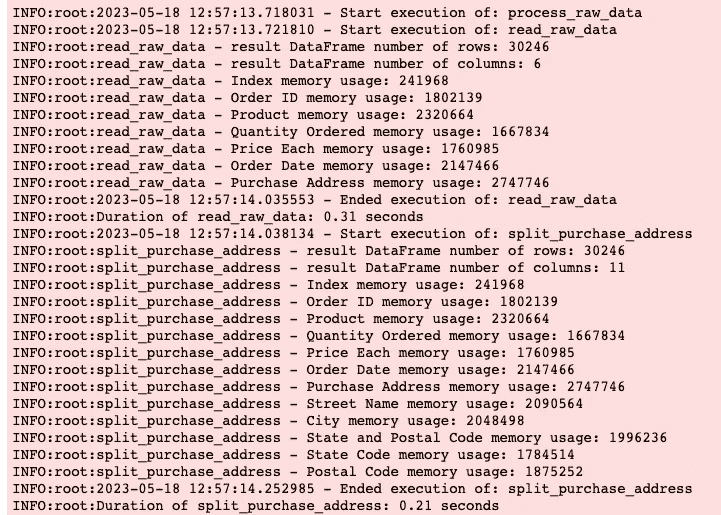 INFO:root:2023-05-18 12:57:13.718031 - Start execution of: process_raw_data
INFO:root:2023-05-18 12:57:13.721810 - Start execution of: read_raw_data
INFO:root:read_raw_data - result DataFrame number of rows: 30246
INFO:root:read_raw_data - result DataFrame number of columns: 6
INFO:root:read_raw_data - Index memory usage: 241968
INFO:root:read_raw_data - Order ID memory usage: 1802139
INFO:root:read_raw_data - Product memory usage: 2320664
INFO:root:read_raw_data - Quantity Ordered memory usage: 1667834
INFO:root:read_raw_data - Price Each memory usage: 1760985
INFO:root:read_raw_data - Order Date memory usage: 2147466
INFO:root:read_raw_data - Purchase Address memory usage: 2747746
INFO:root:2023-05-18 12:57:14.035553 - Ended execution of: read_raw_data
INFO:root:Duration of read_raw_data: 0.31 seconds
INFO:root:2023-05-18 12:57:14.038134 - Start execution of: split_purchase_address
INFO:root:split_purchase_address - result DataFrame number of rows: 30246
INFO:root:split_purchase_address - result DataFrame number of columns: 11
INFO:root:split_purchase_address - Index memory usage: 241968
INFO:root:split_purchase_address - Order ID memory usage: 1802139
INFO:root:split_purchase_address - Product memory usage: 2320664
INFO:root:split_purchase_address - Quantity Ordered memory usage: 1667834
INFO:root:split_purchase_address - Price Each memory usage: 1760985
INFO:root:split_purchase_address - Order Date memory usage: 2147466
INFO:root:split_purchase_address - Purchase Address memory usage: 2747746
INFO:root:split_purchase_address - Street Name memory usage: 2090564
INFO:root:split_purchase_address - City memory usage: 2048498
INFO:root:split_purchase_address - State and Postal Code memory usage: 1996236
INFO:root:split_purchase_address - State Code memory usage: 1784514
INFO:root:split_purchase_address - Postal Code memory usage: 1875252
INFO:root:2023-05-18 12:57:14.252985 - Ended execution of: split_purchase_address
INFO:root:Duration of split_purchase_address: 0.21 seconds